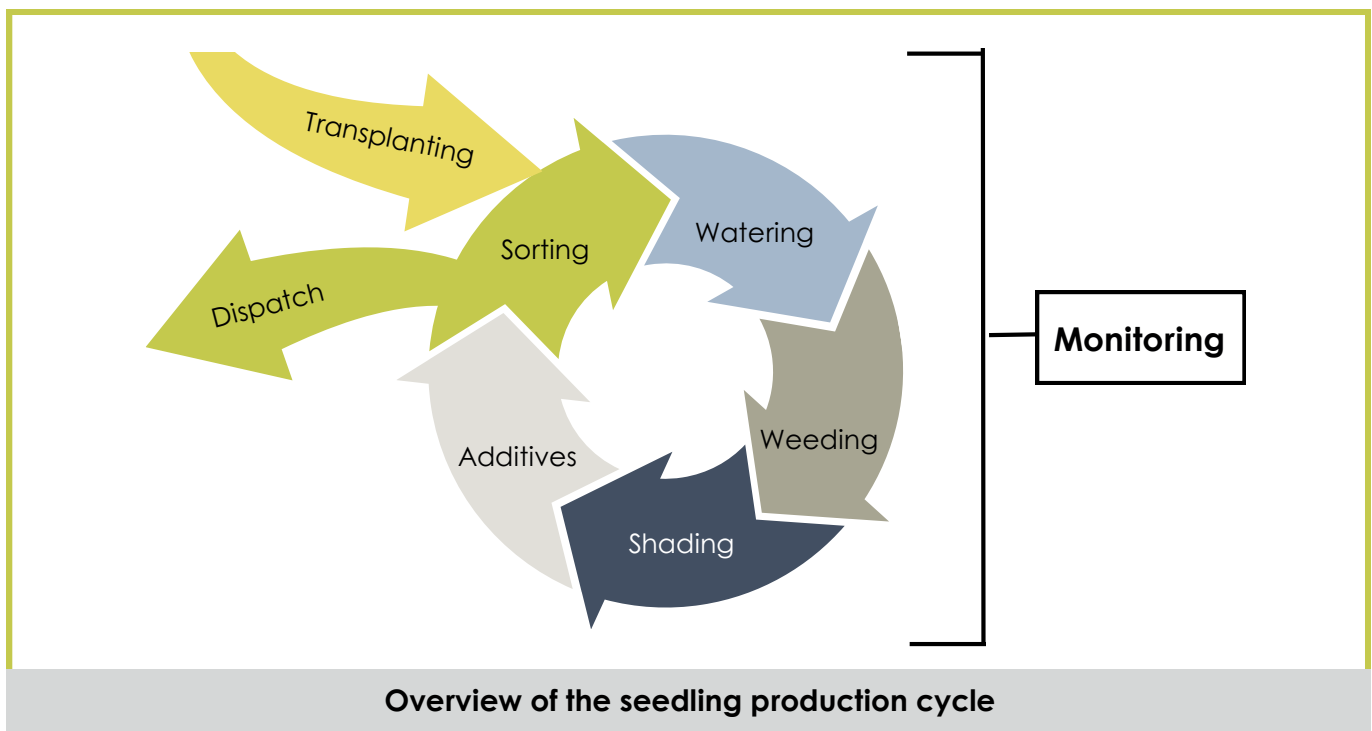 Transplanting
Sorting
Watering
Dispatch
Monitoring
Weeding
Additives
Shading
Overview of the seedling production cycle